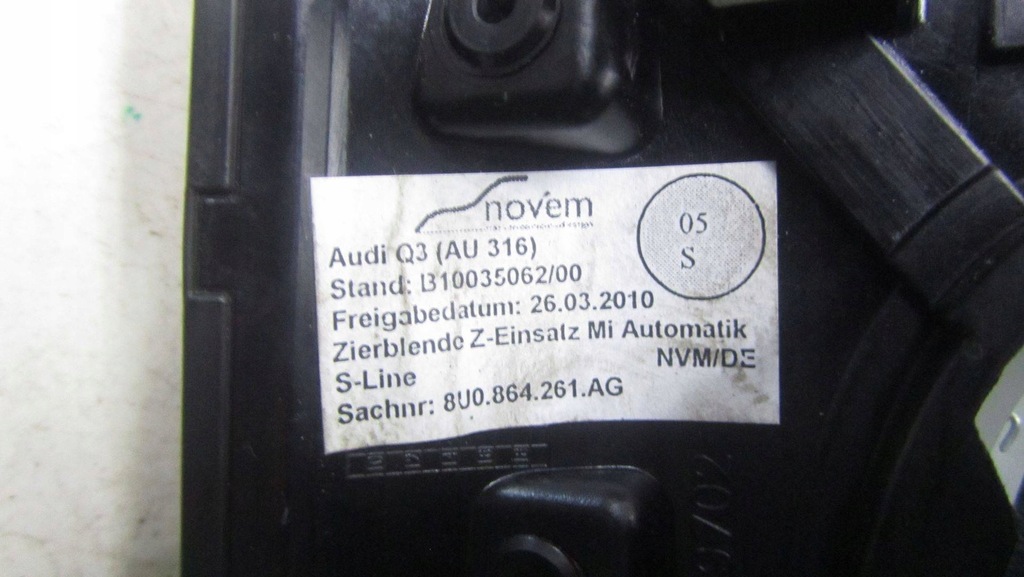 novem
05
S
Audi Q3 (AU 316)
Stand: B10035062/00
Freigabedatum: 26.03.2010
Zierblende Z-Einsatz Mi Automatik
NVM/DE
S-Line
Sachnr: 8U0.864.261.AG